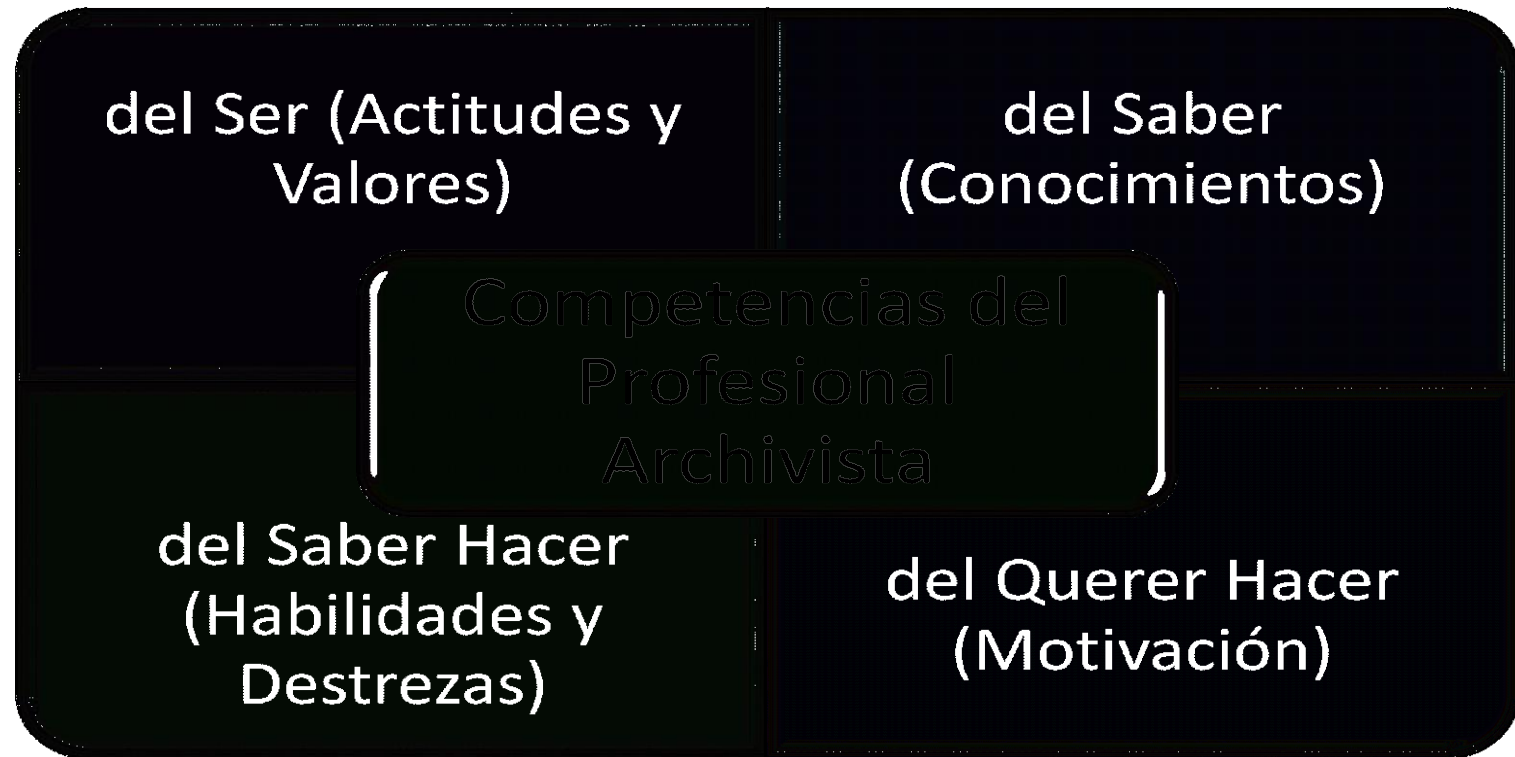 del Ser (Actitudes y
Valores)
del Saber
(Conocimientos)
Competencias del
Profesional
Archivista
del Saber Hacer
(Habilidades y
Destrezas)
del Querer Hacer
(Motivación)